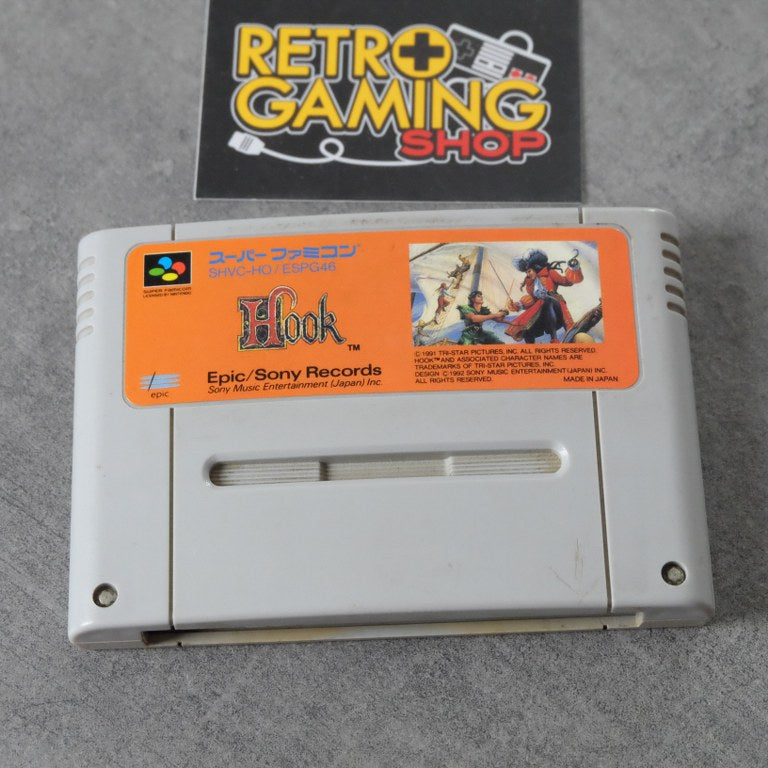 RETRO
GAMING
SHOP
スーパーファミコン
SHVC-HO/ESPG46
SUPER FAMICOM
LICENSED BY NINTENDO
Hook
TM
epic
Epic/Sony Records
Sony Music Entertainment (Japan) Inc.
© 1991 TRI-STAR PICTURES, INC. ALL RIGHTS RESERVED.
HOOK™ AND ASSOCIATED CHARACTER NAMES ARE
TRADEMARKS OF TRI-STAR PICTURES, INC.
DESIGN © 1992 SONY MUSIC ENTERTAINMENT (JAPAN) INC.
ALL RIGHTS RESERVED.
MADE IN JAPAN